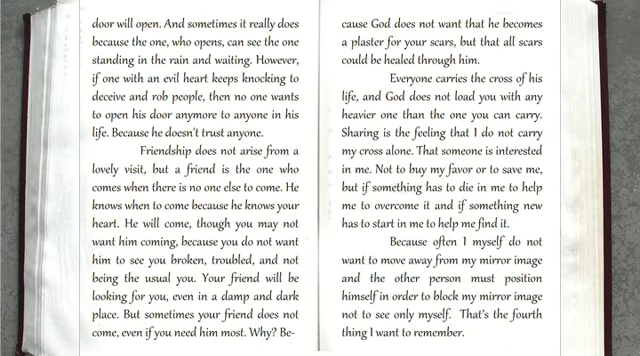 door will open. And sometimes it really does
because the one, who opens, can see the one
standing in the rain and waiting. However,
if one with an evil heart keeps knocking to
deceive and rob people, then no one wants
to open his door anymore to anyone in his
life. Because he doesn't trust anyone.
Friendship does not arise from a
lovely visit, but a friend is the one who
comes when there is no one else to come. He
knows when to come because he knows your
heart. He will come, though you may not
want him coming, because you do not want
him to see you broken, troubled, and not
being the usual you. Your friend will be
looking for you, even in a damp and dark
place. But sometimes your friend does not
come, even if you need him most. Why? Be-
cause God does not want that he becomes
a plaster for your scars, but that all scars
could be healed through him.
Everyone carries the cross of his
life, and God does not load you with any
heavier one than the one you can carry.
Sharing is the feeling that I do not carry
my cross alone. That someone is interested
in me. Not to buy my favor or to save me,
but if something has to die in me to help
me to overcome it and if something new
has to start in me to help me find it.
Because often I myself do not
want to move away from my mirror image
and the other person must position
himself in order to block my mirror image
not to see only myself. That's the fourth
thing I want to remember.